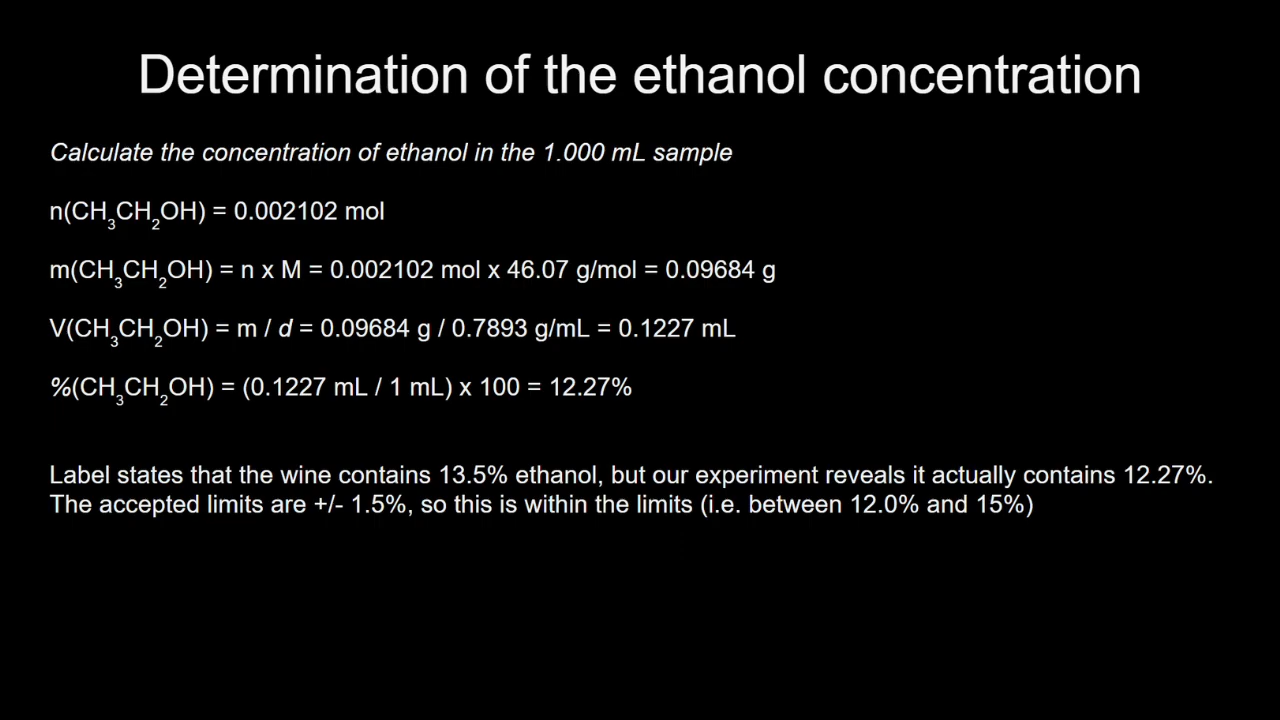 Determination of the ethanol concentration
Calculate the concentration of ethanol in the 1.000 mL sample
n(CH₃CH₂OH) = 0.002102 mol
m(CH₃CH₂OH) = n x M = 0.002102 mol x 46.07 g/mol = 0.09684 g
V(CH₃CH₂OH) = m / d = 0.09684 g / 0.7893 g/mL = 0.1227 mL
%(CH₃CH₂OH) = (0.1227 mL / 1 mL) x 100 = 12.27%
Label states that the wine contains 13.5% ethanol, but our experiment reveals it actually contains 12.27%.
The accepted limits are +/- 1.5%, so this is within the limits (i.e. between 12.0% and 15%)